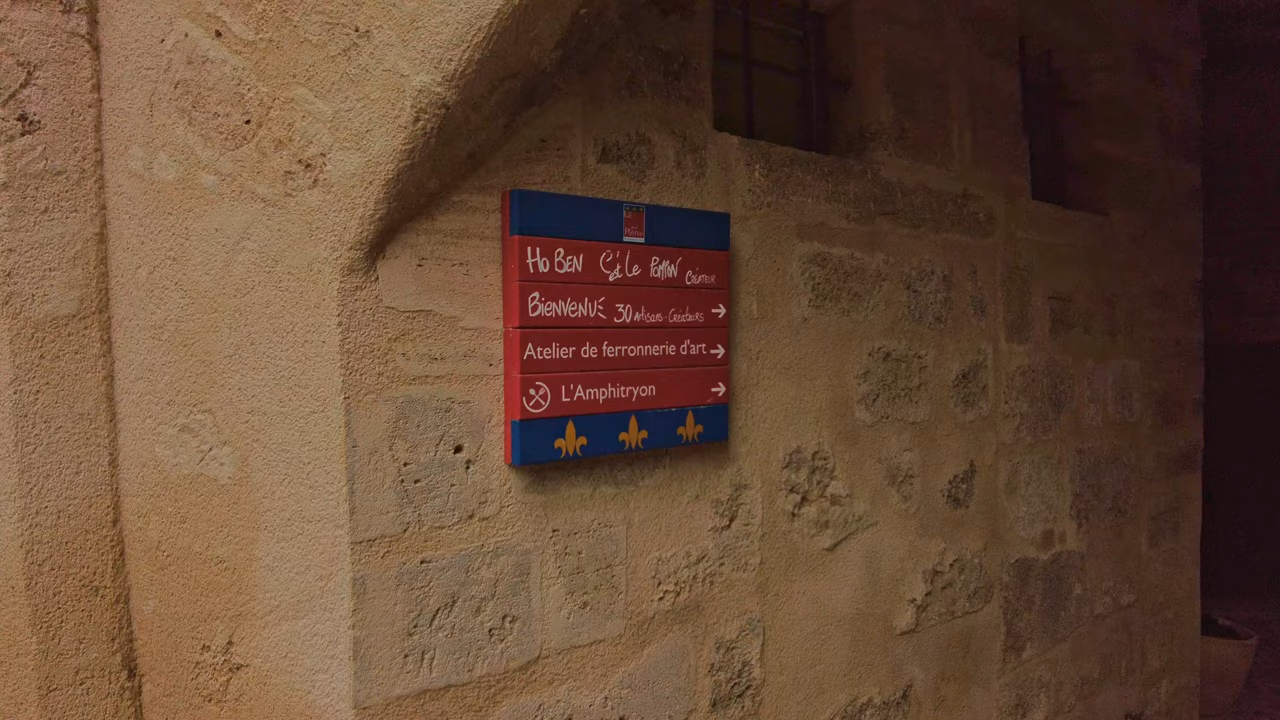 Ho BEN C'est Le POMPON CRÉATEUR
BIENVENUE 30 Artisans-Créateurs
Atelier de ferronnerie d'art
L'Amphitryon